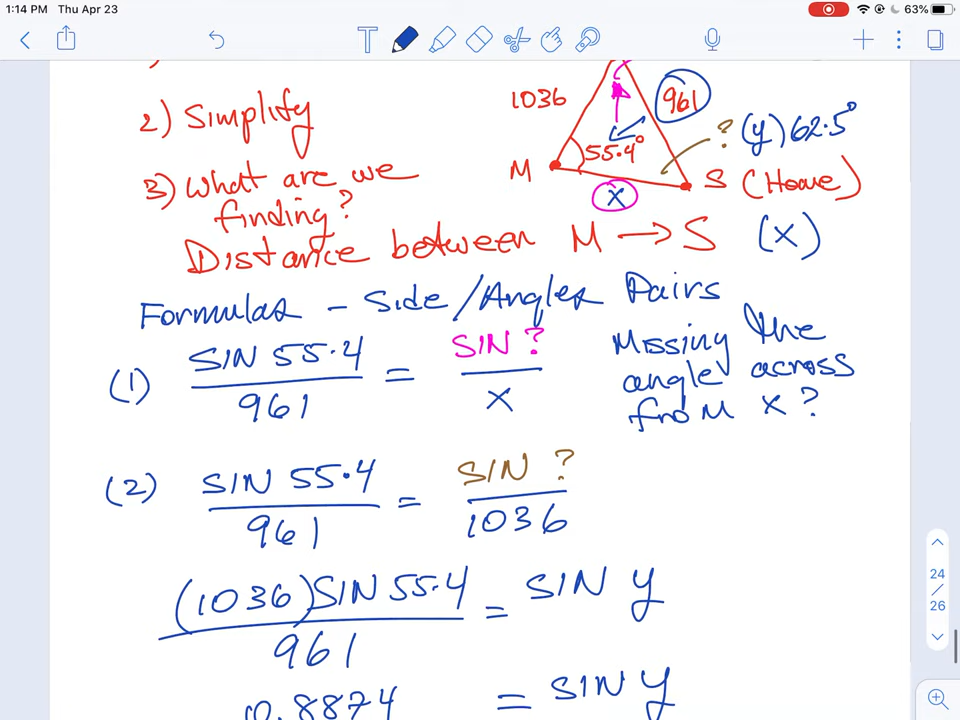 1:14 PM Thu Apr 23
63%
1036
961
2) Simplify
? (y) 62.5°
55.4°
M
S (Home)
x
3) What are we
finding?
Distance between M → S (x)
Formulas - Side/Angles Pairs
(1) SIN 55.4 / 961 = SIN ? / x
Missing the
angle across
from x?
(2) SIN 55.4 / 961 = SIN ? / 1036
(1036) SIN 55.4 / 961 = SIN y
0.8874 = SIN y
24 / 26